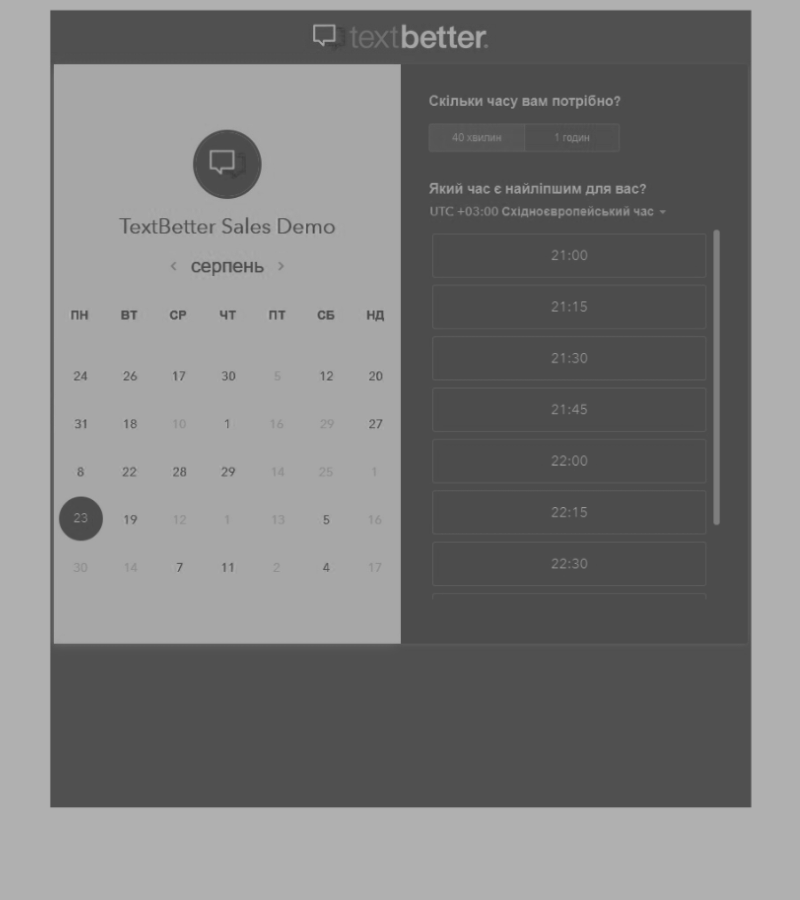 textbetter.
TextBetter Sales Demo
‹ серпень ›
ПН ВТ СР ЧТ ПТ СБ НД
24 26 17 30 5 12 20
31 18 10 1 16 29 27
8 22 28 29 14 25 1
23 19 12 1 13 5 16
30 14 7 11 2 4 17
Скільки часу вам потрібно?
40 хвилин 1 годин
Який час є найліпшим для вас?
UTC +03:00 Східноєвропейський час
21:00
21:15
21:30
21:45
22:00
22:15
22:30